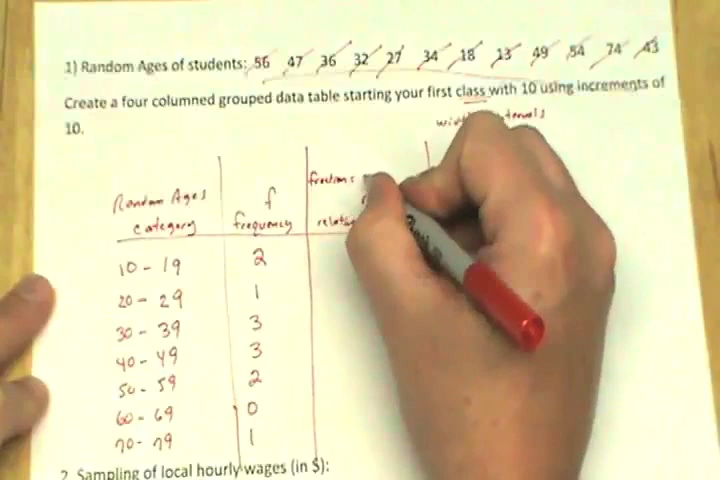 1) Random Ages of students: 56 47 36 32 27 34 18 13 49 54 74 43
Create a four columned grouped data table starting your first class with 10 using increments of
10.
Random Ages
category
f
frequency
fractions
10 - 19 2
20 - 29 1
30 - 39 3
40 - 49 3
50 - 59 2
60 - 69 0
70 - 79 1
2. Sampling of local hourly wages (in $):